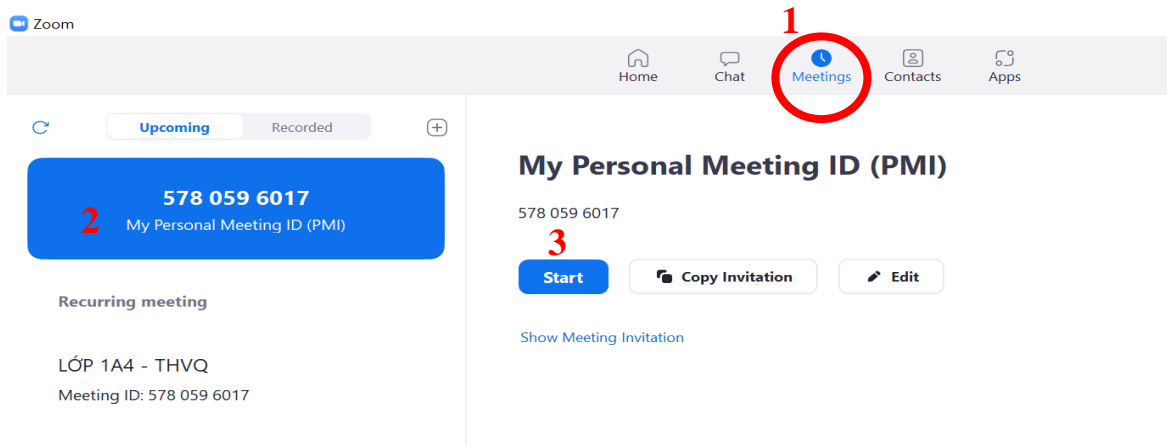 Zoom
1
Home Chat Meetings Contacts Apps
Upcoming Recorded
578 059 6017
2
My Personal Meeting ID (PMI)
Recurring meeting
LỚP 1A4 - THVQ
Meeting ID: 578 059 6017
My Personal Meeting ID (PMI)
578 059 6017
3
Start Copy Invitation Edit
Show Meeting Invitation